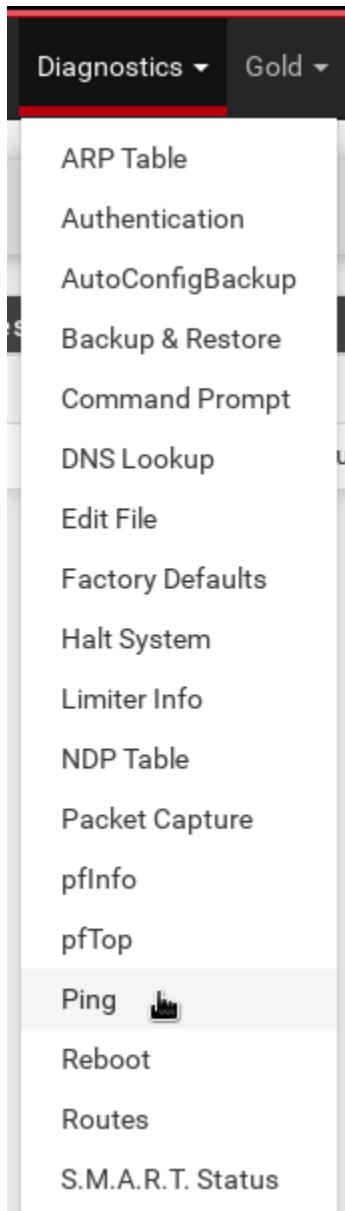 Diagnostics Gold
ARP Table
Authentication
AutoConfigBackup
Backup & Restore
Command Prompt
DNS Lookup
Edit File
Factory Defaults
Halt System
Limiter Info
NDP Table
Packet Capture
pfInfo
pfTop
Ping
Reboot
Routes
S.M.A.R.T. Status